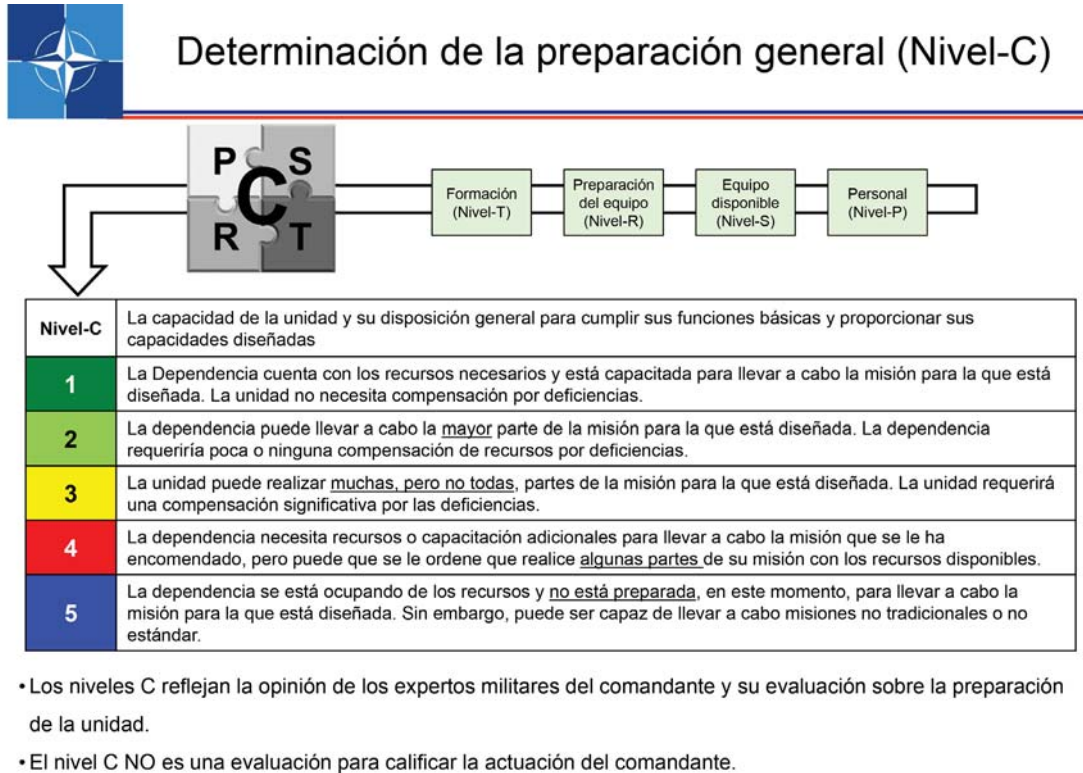 Determinación de la preparación general (Nivel-C)
P S
C
R T
Formación
(Nivel-T)
Preparación
del equipo
(Nivel-R)
Equipo
disponible
(Nivel-S)
Personal
(Nivel-P)
Nivel-C
La capacidad de la unidad y su disposición general para cumplir sus funciones básicas y proporcionar sus
capacidades diseñadas
1
La Dependencia cuenta con los recursos necesarios y está capacitada para llevar a cabo la misión para la que está
diseñada. La unidad no necesita compensación por deficiencias.
2
La dependencia puede llevar a cabo la mayor parte de la misión para la que está diseñada. La dependencia
requeriría poca o ninguna compensación de recursos por deficiencias.
3
La unidad puede realizar muchas, pero no todas, partes de la misión para la que está diseñada. La unidad requerirá
una compensación significativa por las deficiencias.
4
La dependencia necesita recursos o capacitación adicionales para llevar a cabo la misión que se le ha
encomendado, pero puede que se le ordene que realice algunas partes de su misión con los recursos disponibles.
5
La dependencia se está ocupando de los recursos y no está preparada, en este momento, para llevar a cabo la
misión para la que está diseñada. Sin embargo, puede ser capaz de llevar a cabo misiones no tradicionales o no
estándar.
• Los niveles C reflejan la opinión de los expertos militares del comandante y su evaluación sobre la preparación
de la unidad.
• El nivel C NO es una evaluación para calificar la actuación del comandante.